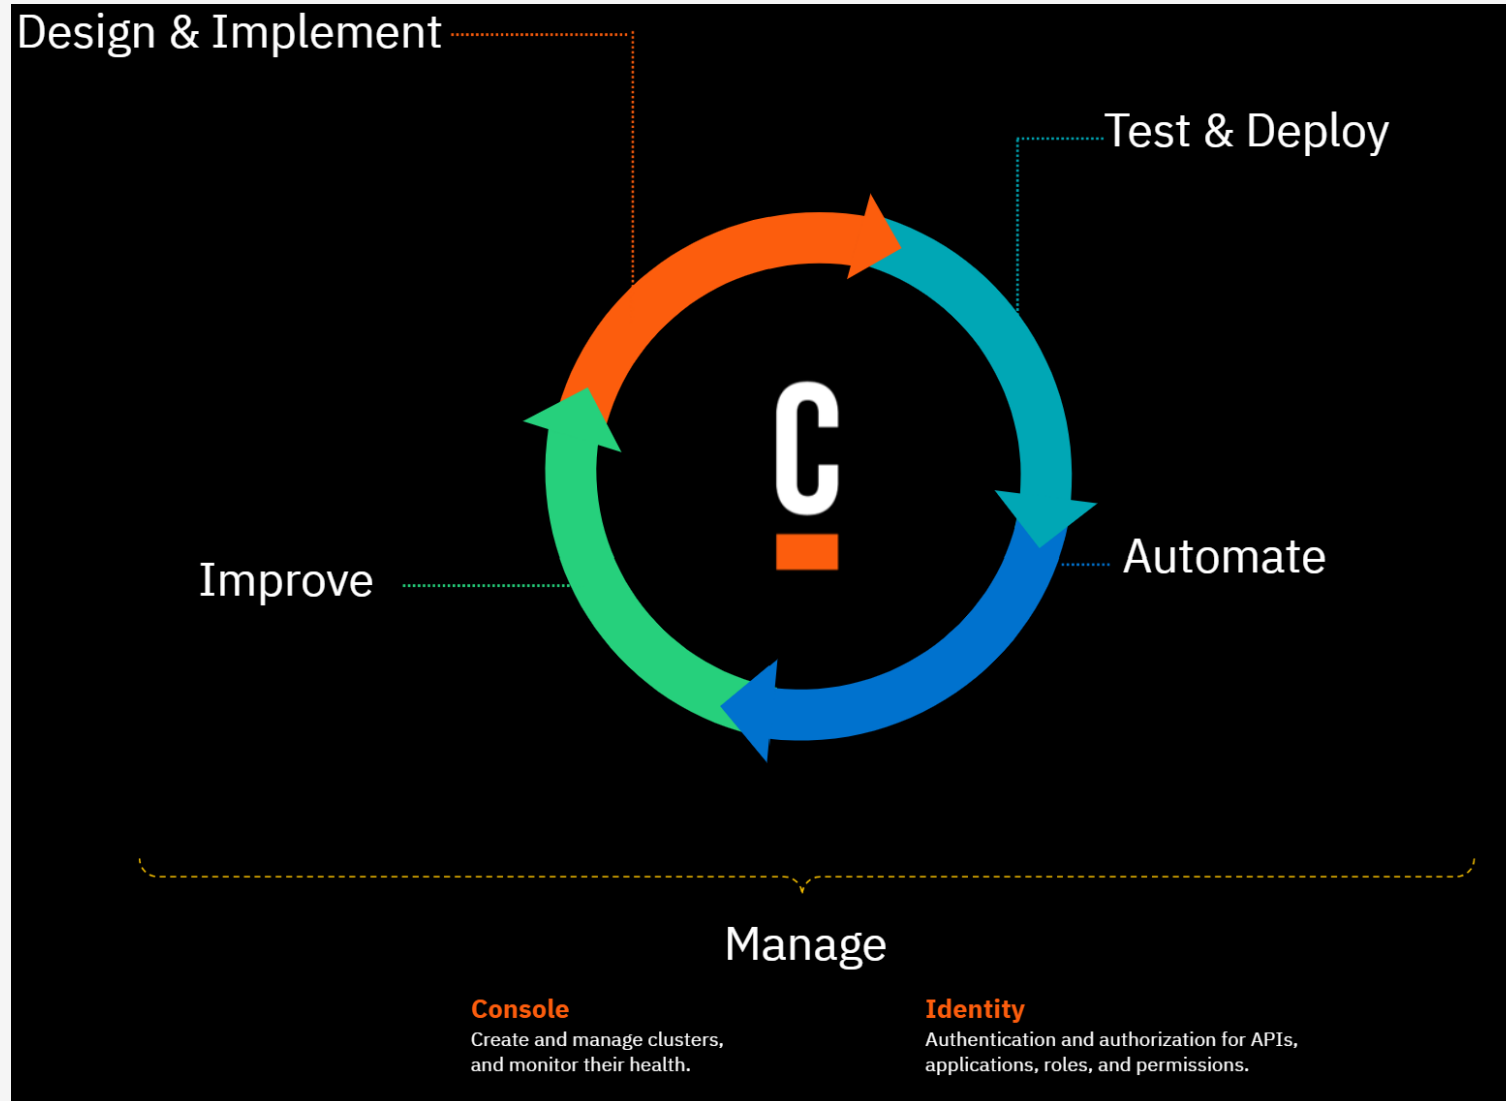 Design & Implement
Test & Deploy
C
Automate
Improve
Manage
Console
Create and manage clusters,
and monitor their health.
Identity
Authentication and authorization for APIs,
applications, roles, and permissions.